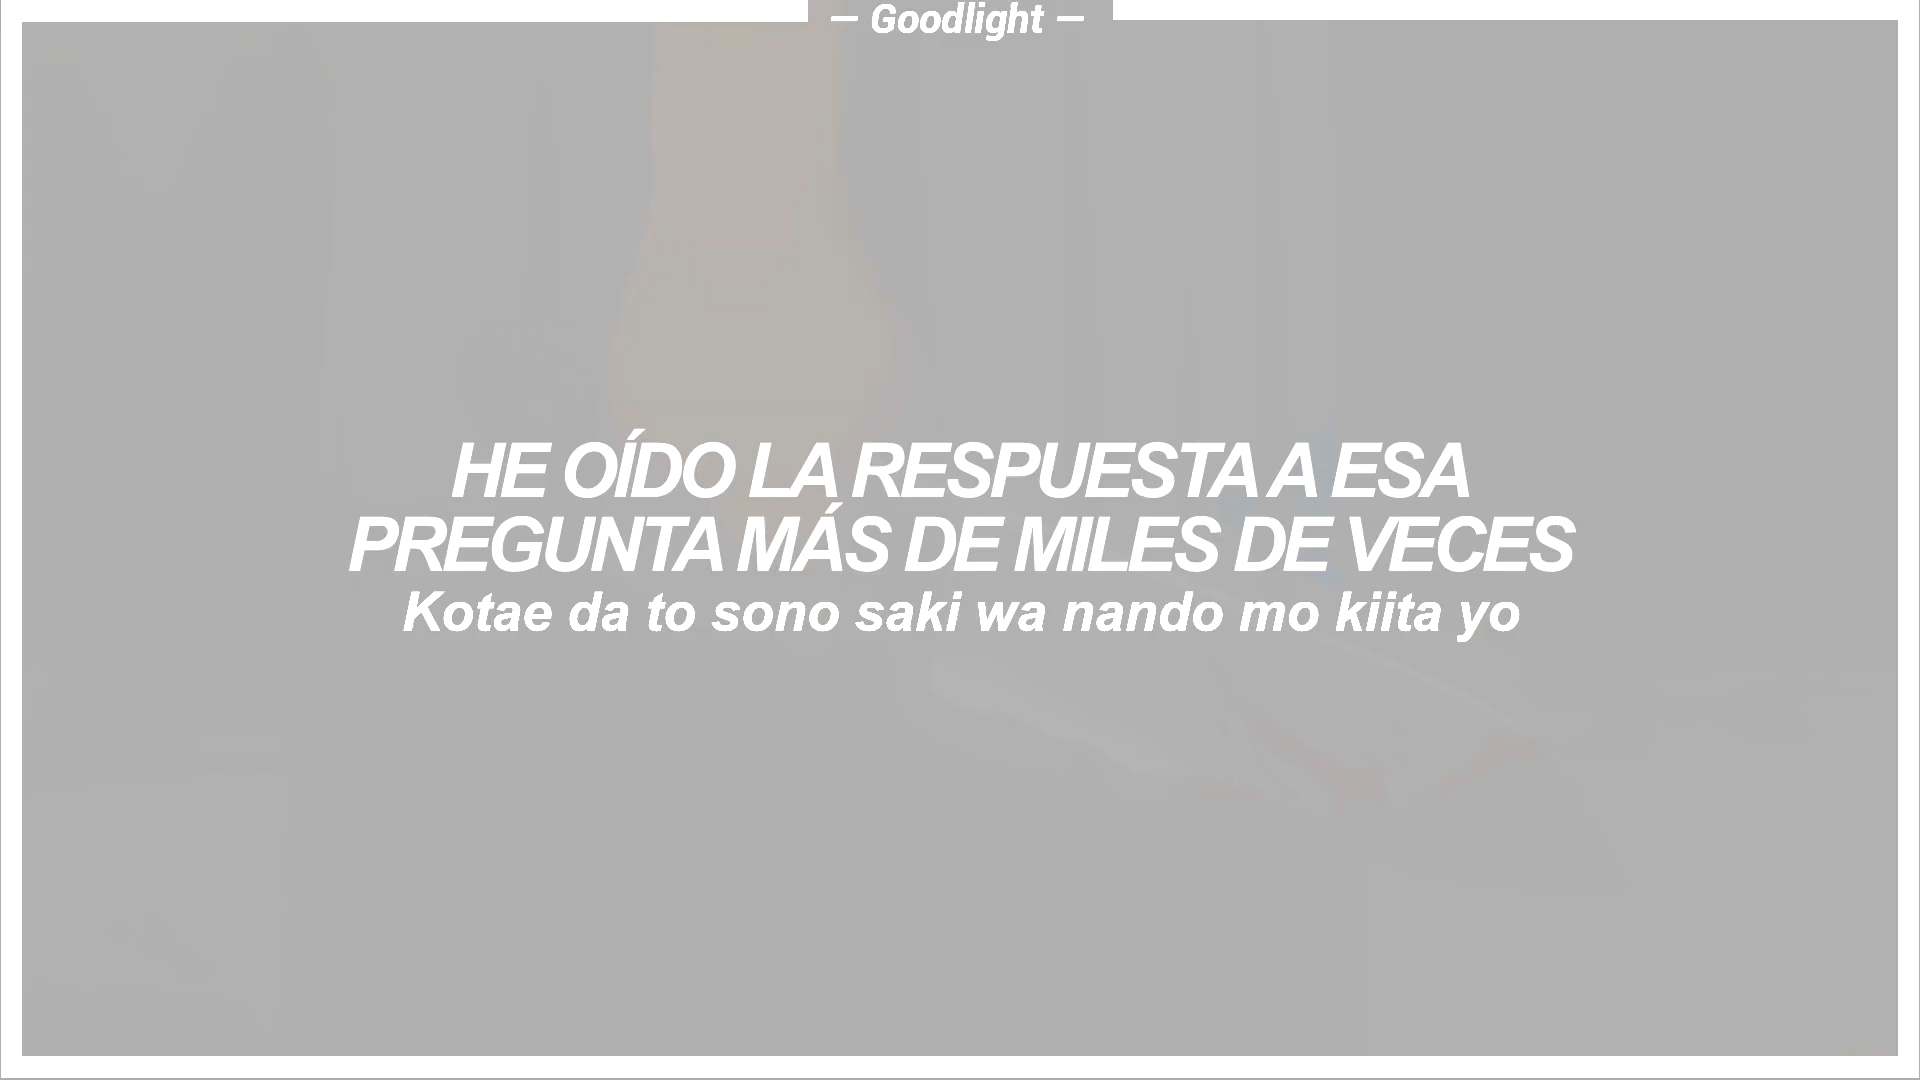 — Goodlight —
HE OÍDO LA RESPUESTA A ESA
PREGUNTA MÁS DE MILES DE VECES
Kotae da to sono saki wa nando mo kiita yo